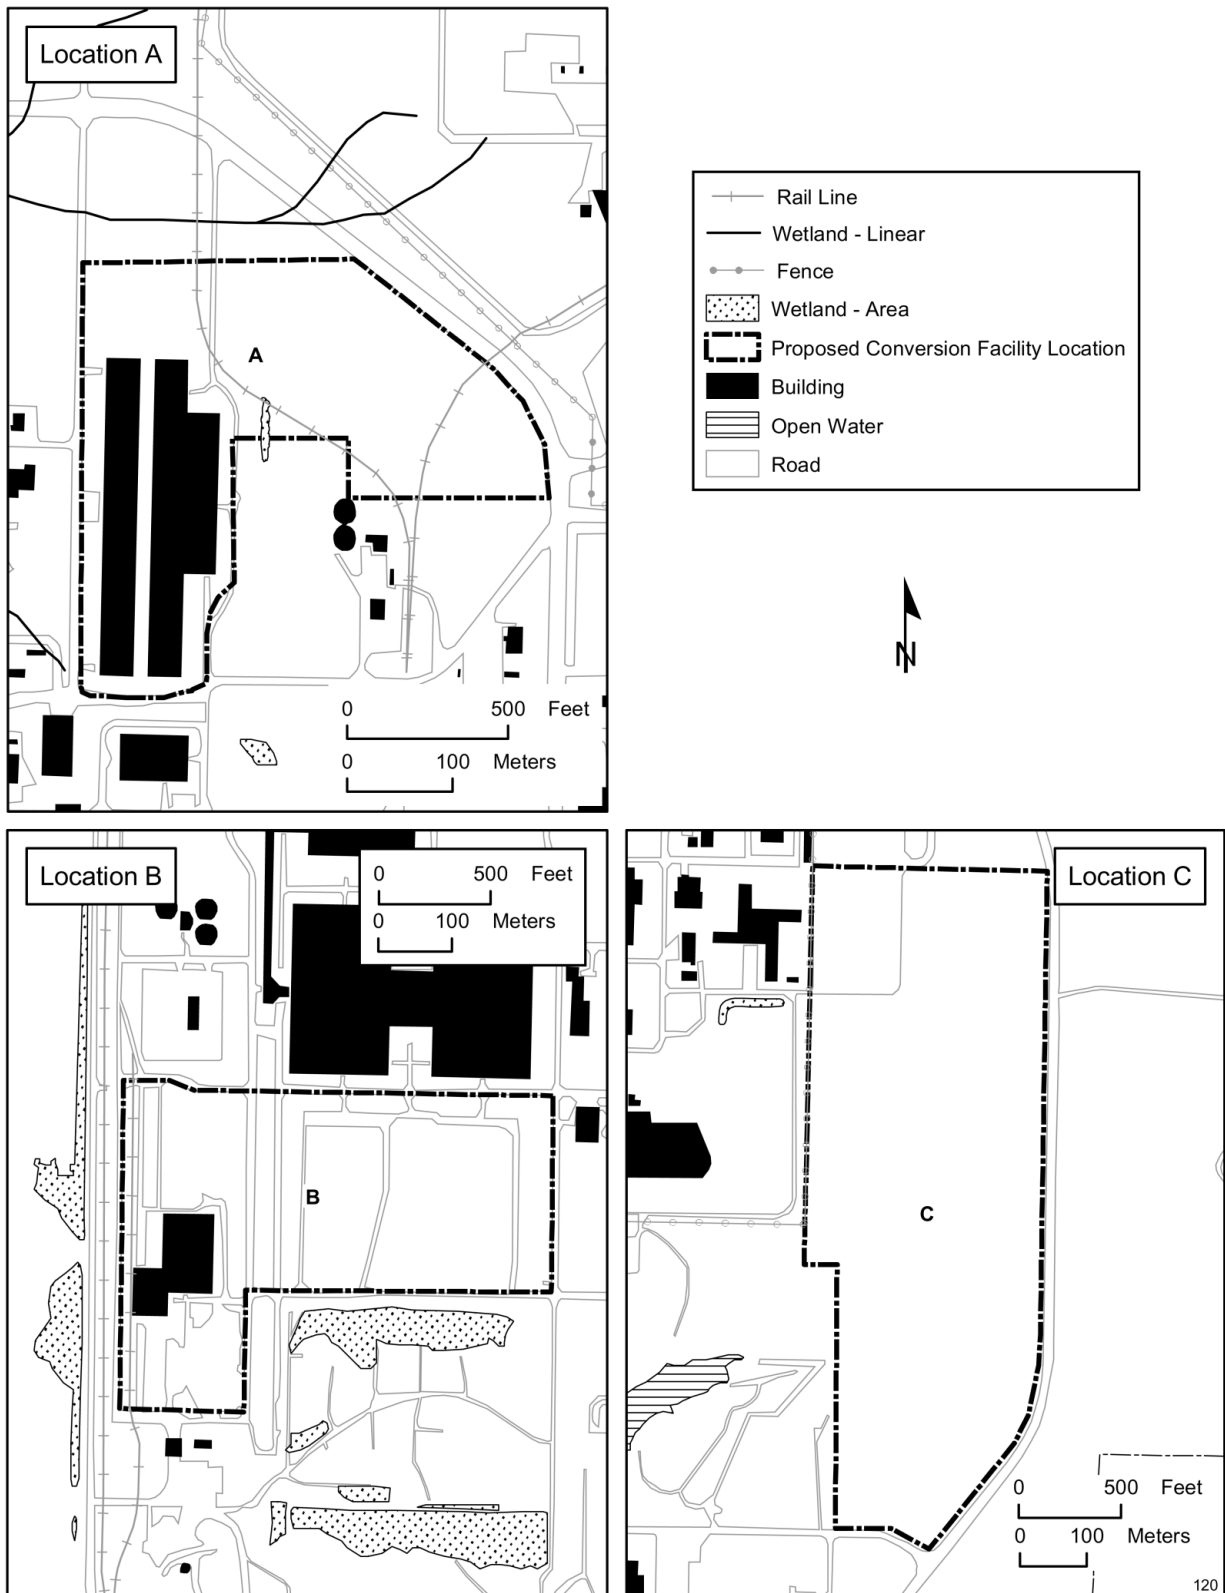 Location A
A
0 500 Feet
0 100 Meters
Rail Line
Wetland - Linear
Fence
Wetland - Area
Proposed Conversion Facility Location
Building
Open Water
Road
N
Location B
0 500 Feet
0 100 Meters
B
Location C
C
0 500 Feet
0 100 Meters
120